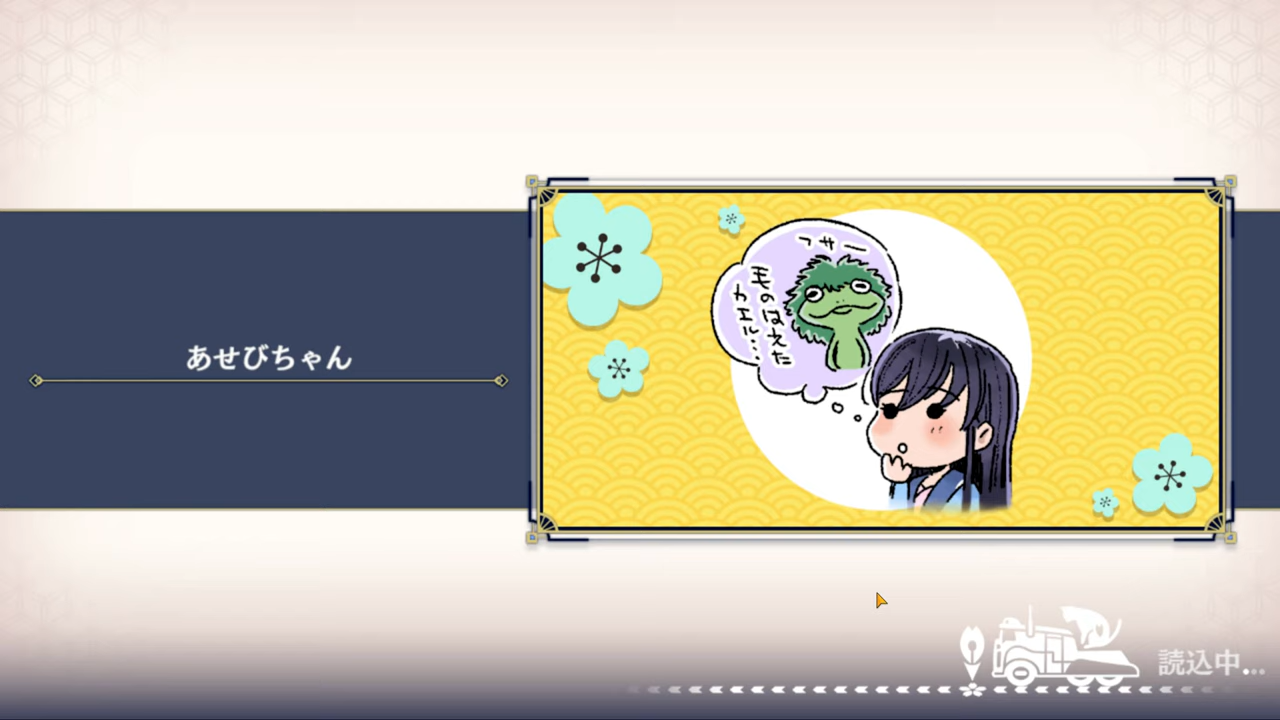 あせびちゃん
フサー
毛のはえた
カエル…
読込中...